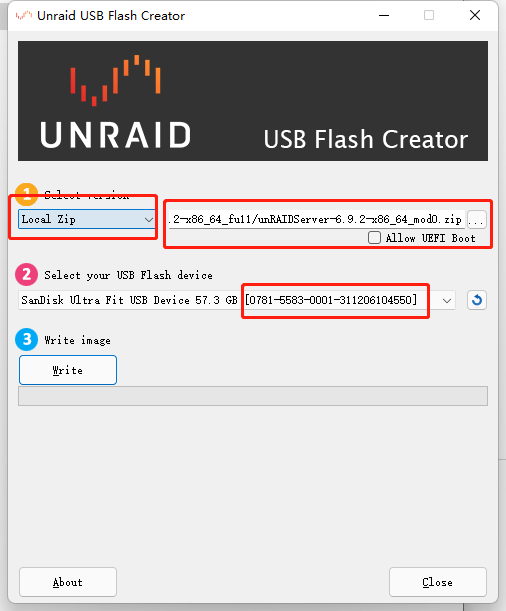 Unraid USB Flash Creator
UNRAID
USB Flash Creator
1 Select version
Local Zip
.2-x86_64_full/unRAIDServer-6.9.2-x86_64_mod0.zip ...
Allow UEFI Boot
2 Select your USB Flash device
SanDisk Ultra Fit USB Device 57.3 GB [0781-5583-0001-311206104550]
3 Write image
Write
About
Close